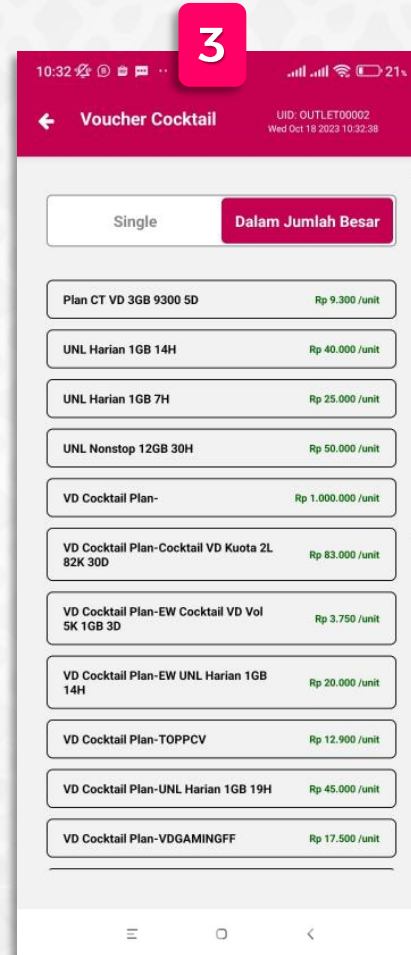 3
10:32
21%
Voucher Cocktail
UID: OUTLET00002
Wed Oct 18 2023 10:32:38
Single
Dalam Jumlah Besar
Plan CT VD 3GB 9300 5D
Rp 9.300 /unit
UNL Harian 1GB 14H
Rp 40.000 /unit
UNL Harian 1GB 7H
Rp 25.000 /unit
UNL Nonstop 12GB 30H
Rp 50.000 /unit
VD Cocktail Plan-
Rp 1.000.000 /unit
VD Cocktail Plan-Cocktail VD Kuota 2L
82K 30D
Rp 83.000 /unit
VD Cocktail Plan-EW Cocktail VD Vol
5K 1GB 3D
Rp 3.750 /unit
VD Cocktail Plan-EW UNL Harian 1GB
14H
Rp 20.000 /unit
VD Cocktail Plan-TOPPCV
Rp 12.900 /unit
VD Cocktail Plan-UNL Harian 1GB 19H
Rp 45.000 /unit
VD Cocktail Plan-VDGAMINGFF
Rp 17.500 /unit